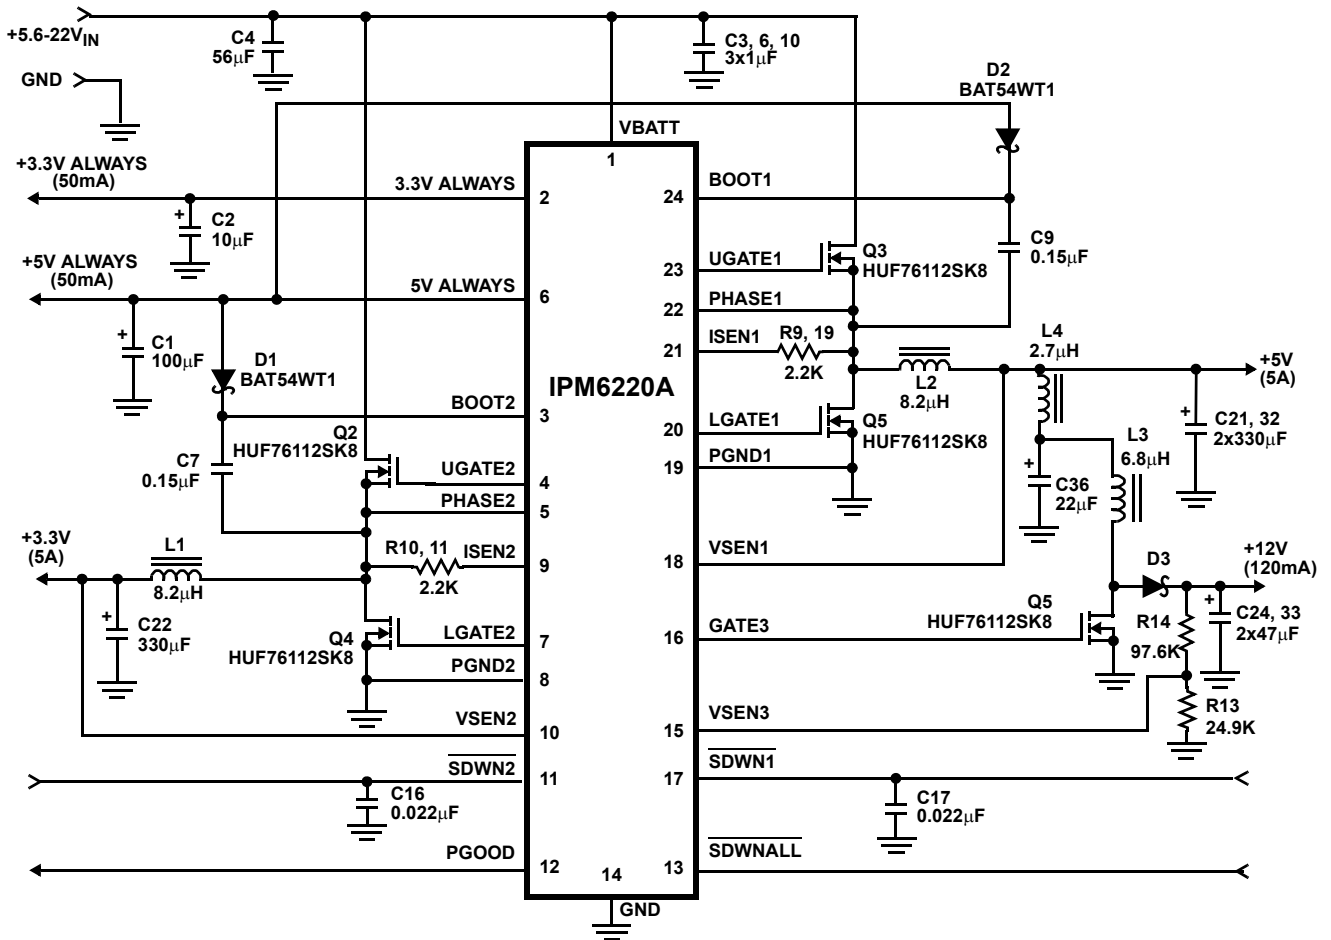 +5.6-22VIN
C4
56μF
C3, 6, 10
3x1μF
GND
D2
BAT54WT1
VBATT
1
+3.3V ALWAYS
(50mA)
3.3V ALWAYS
2
24
BOOT1
C2
10μF
C9
0.15μF
+5V ALWAYS
(50mA)
5V ALWAYS
6
23
UGATE1
Q3
HUF76112SK8
22
PHASE1
21
ISEN1
R9, 19
2.2K
C1
100μF
D1
BAT54WT1
IPM6220A
L2
8.2μH
L4
2.7μH
+5V
(5A)
BOOT2
3
20
LGATE1
Q5
HUF76112SK8
C21, 32
2x330μF
Q2
HUF76112SK8
C7
0.15μF
UGATE2
4
19
PGND1
L3
6.8μH
C36
22μF
PHASE2
5
+3.3V
(5A)
L1
8.2μH
R10, 11
2.2K
ISEN2
9
18
VSEN1
D3
+12V
(120mA)
C22
330μF
Q4
HUF76112SK8
LGATE2
7
16
GATE3
Q5
HUF76112SK8
R14
97.6K
C24, 33
2x47μF
PGND2
8
VSEN2
10
15
VSEN3
R13
24.9K
SDWN2
11
17
SDWN1
C16
0.022μF
C17
0.022μF
PGOOD
12
13
SDWNALL
14
GND